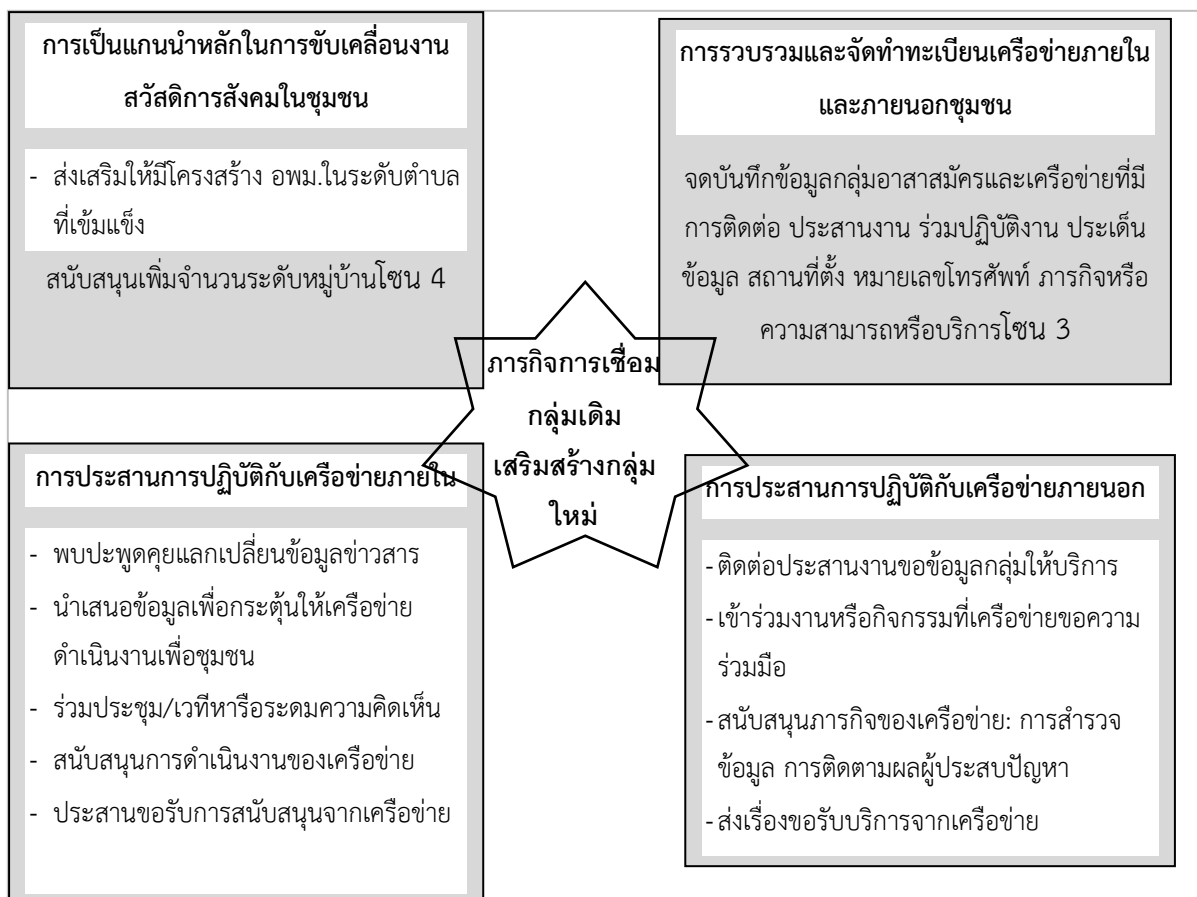 การเป็นแกนนำหลักในการขับเคลื่อนงาน
สวัสดิการสังคมในชุมชน
- ส่งเสริมให้มีโครงสร้าง อพม.ในระดับตำบล
ที่เข้มแข็ง
สนับสนุนเพิ่มจำนวนระดับหมู่บ้านโซน 4
การรวบรวมและจัดทำทะเบียนเครือข่ายภายใน
และภายนอกชุมชน
จดบันทึกข้อมูลกลุ่มอาสาสมัครและเครือข่ายที่มี
การติดต่อ ประสานงาน ร่วมปฏิบัติงาน ประเด็น
ข้อมูล สถานที่ตั้ง หมายเลขโทรศัพท์ ภารกิจหรือ
ความสามารถหรือบริการโซน 3
ภารกิจการเชื่อม
กลุ่มเดิม
เสริมสร้างกลุ่ม
ใหม่
การประสานการปฏิบัติกับเครือข่ายภายใน
- พบปะพูดคุยแลกเปลี่ยนข้อมูลข่าวสาร
- นำเสนอข้อมูลเพื่อกระตุ้นให้เครือข่าย
ดำเนินงานเพื่อชุมชน
- ร่วมประชุม/เวทีหารือระดมความคิดเห็น
- สนับสนุนการดำเนินงานของเครือข่าย
- ประสานขอรับการสนับสนุนจากเครือข่าย
การประสานการปฏิบัติกับเครือข่ายภายนอก
- ติดต่อประสานงานขอข้อมูลกลุ่มให้บริการ
- เข้าร่วมงานหรือกิจกรรมที่เครือข่ายขอความ
ร่วมมือ
- สนับสนุนภารกิจของเครือข่าย: การสำรวจ
ข้อมูล การติดตามผลผู้ประสบปัญหา
- ส่งเรื่องขอรับบริการจากเครือข่าย